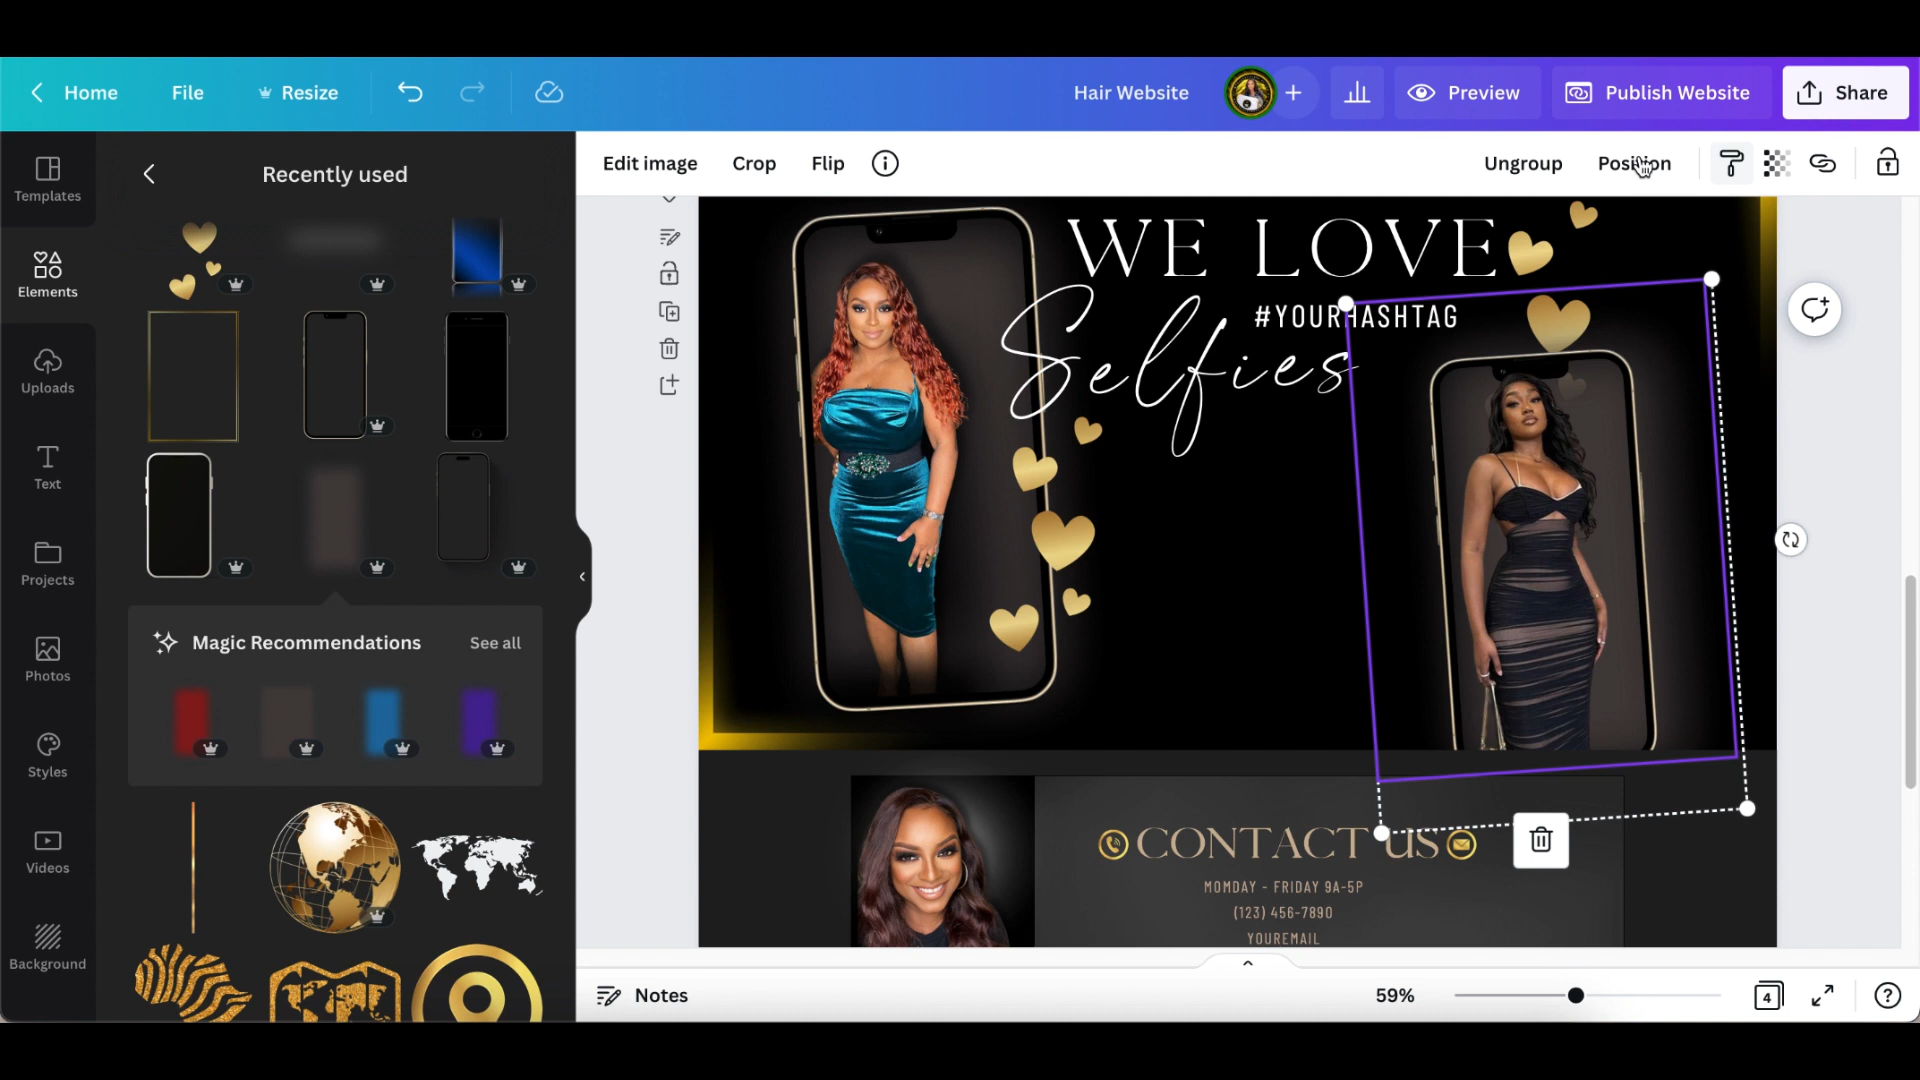 Home
File
Resize
Hair Website
Preview
Publish Website
Share
Edit image
Crop
Flip
Ungroup
Position
Templates
Elements
Uploads
Text
Projects
Photos
Styles
Videos
Background
Recently used
Magic Recommendations
See all
WE LOVE
#YOURHASHTAG
Selfies
CONTACT US
MOMDAY - FRIDAY 9A-5P
(123) 456-7890
YOUREMAIL
Notes
59%
4